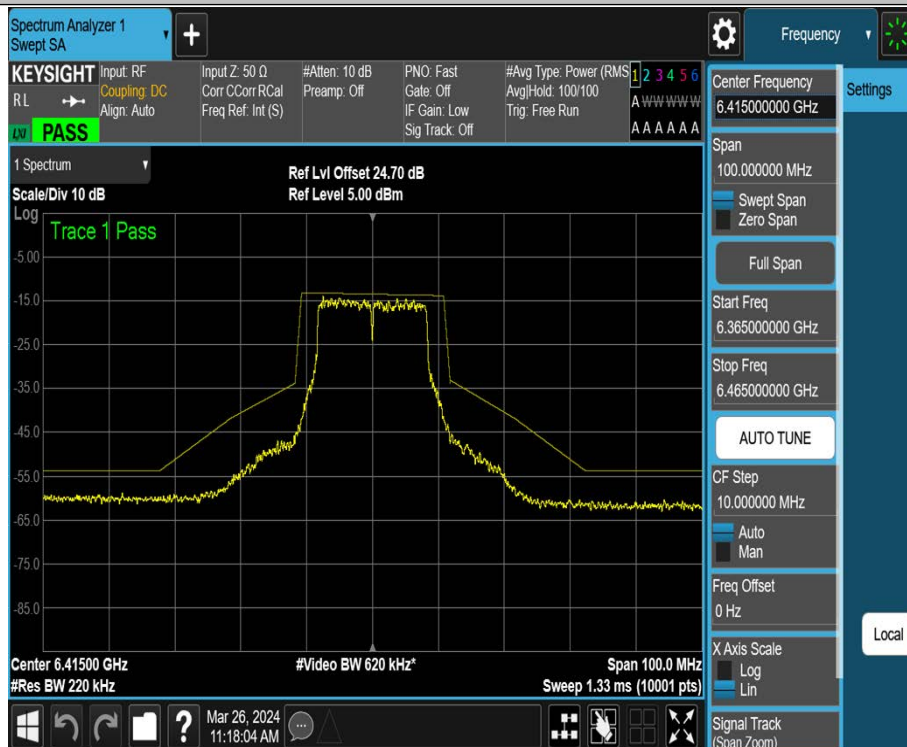 Spectrum Analyzer 1
Swept SA
Frequency
KEYSIGHT
RL
LXI PASS
Input: RF
Coupling: DC
Align: Auto
Input Z: 50 Ω
Corr CCorr RCal
Freq Ref: Int (S)
#Atten: 10 dB
Preamp: Off
PNO: Fast
Gate: Off
IF Gain: Low
Sig Track: Off
#Avg Type: Power (RMS
Avg|Hold: 100/100
Trig: Free Run
1 2 3 4 5 6
A W W W W W
A A A A A A
1 Spectrum
Scale/Div 10 dB
Ref Lvl Offset 24.70 dB
Ref Level 5.00 dBm
Log
Trace 1 Pass
-5.00
-15.0
-25.0
-35.0
-45.0
-55.0
-65.0
-75.0
-85.0
Center 6.41500 GHz
#Res BW 220 kHz
#Video BW 620 kHz*
Span 100.0 MHz
Sweep 1.33 ms (10001 pts)
Mar 26, 2024
11:18:04 AM
Center Frequency
6.415000000 GHz
Span
100.000000 MHz
Swept Span
Zero Span
Full Span
Start Freq
6.365000000 GHz
Stop Freq
6.465000000 GHz
AUTO TUNE
CF Step
10.000000 MHz
Auto
Man
Freq Offset
0 Hz
X Axis Scale
Log
Lin
Signal Track
(Span Zoom)
Settings
Local